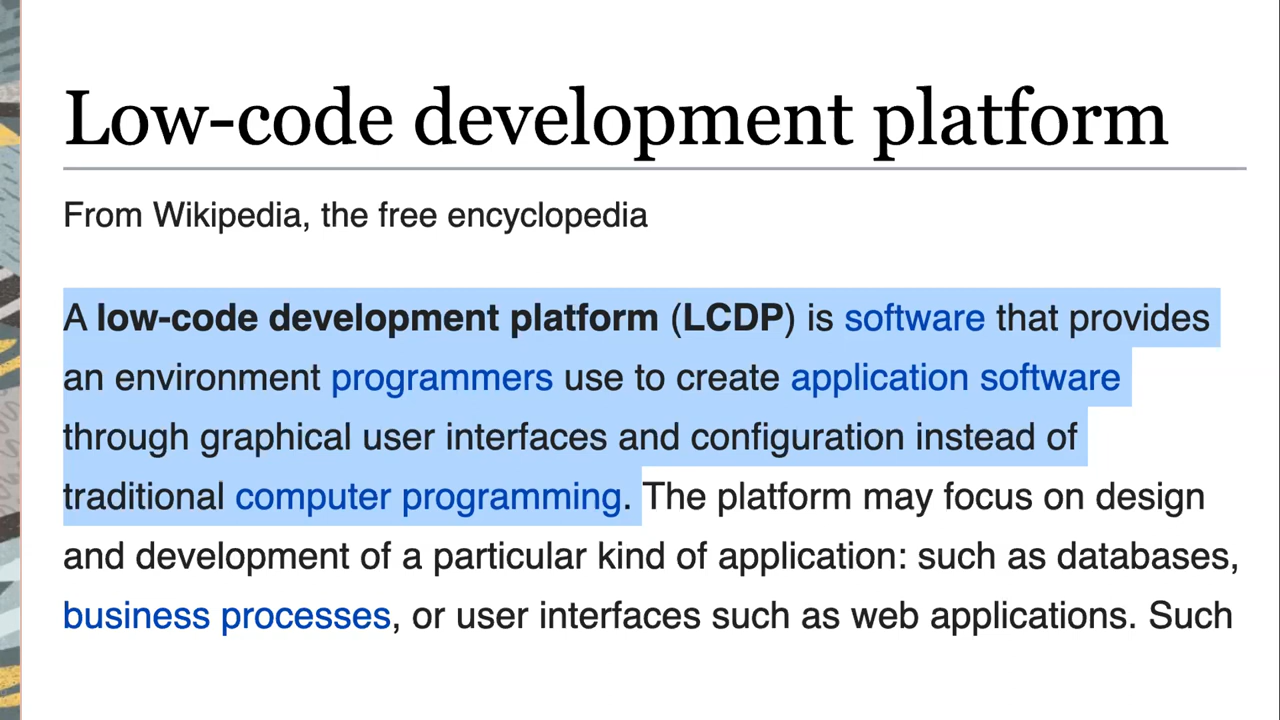 Low-code development platform
From Wikipedia, the free encyclopedia
A low-code development platform (LCDP) is software that provides
an environment programmers use to create application software
through graphical user interfaces and configuration instead of
traditional computer programming. The platform may focus on design
and development of a particular kind of application: such as databases,
business processes, or user interfaces such as web applications. Such